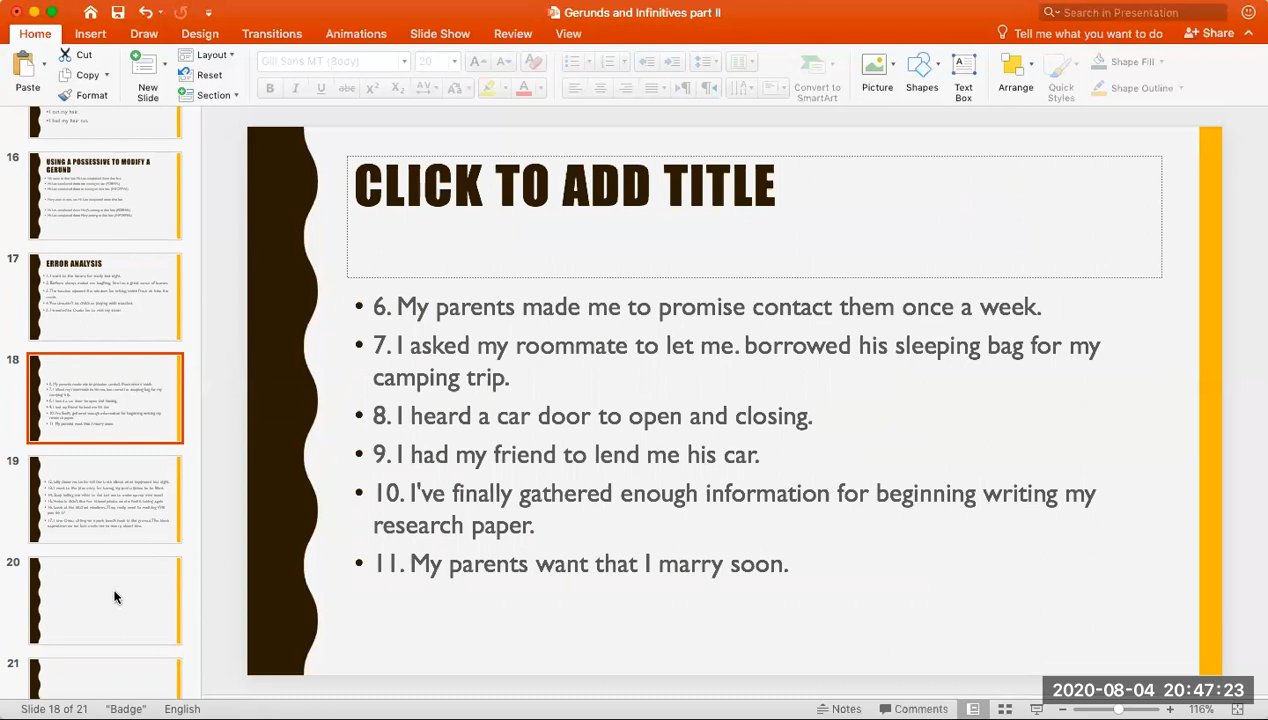 Gerunds and Infinitives part II
Search in Presentation
Home Insert Draw Design Transitions Animations Slide Show Review View Tell me what you want to do Share
Paste Cut Copy Format New Slide Layout Reset Section
Gill Sans MT (Body) 20
Convert to SmartArt Picture Shapes Text Box Arrange Quick Styles Shape Fill Shape Outline
16
USING A POSSESSIVE TO MODIFY A
GERUND
17
ERROR ANALYSIS
18
19
20
21
CLICK TO ADD TITLE
• 6. My parents made me to promise contact them once a week.
• 7. I asked my roommate to let me. borrowed his sleeping bag for my
camping trip.
• 8. I heard a car door to open and closing.
• 9. I had my friend to lend me his car.
• 10. I've finally gathered enough information for beginning writing my
research paper.
• 11. My parents want that I marry soon.
2020-08-04 20:47:23
Slide 18 of 21 "Badge" English Notes Comments 116%